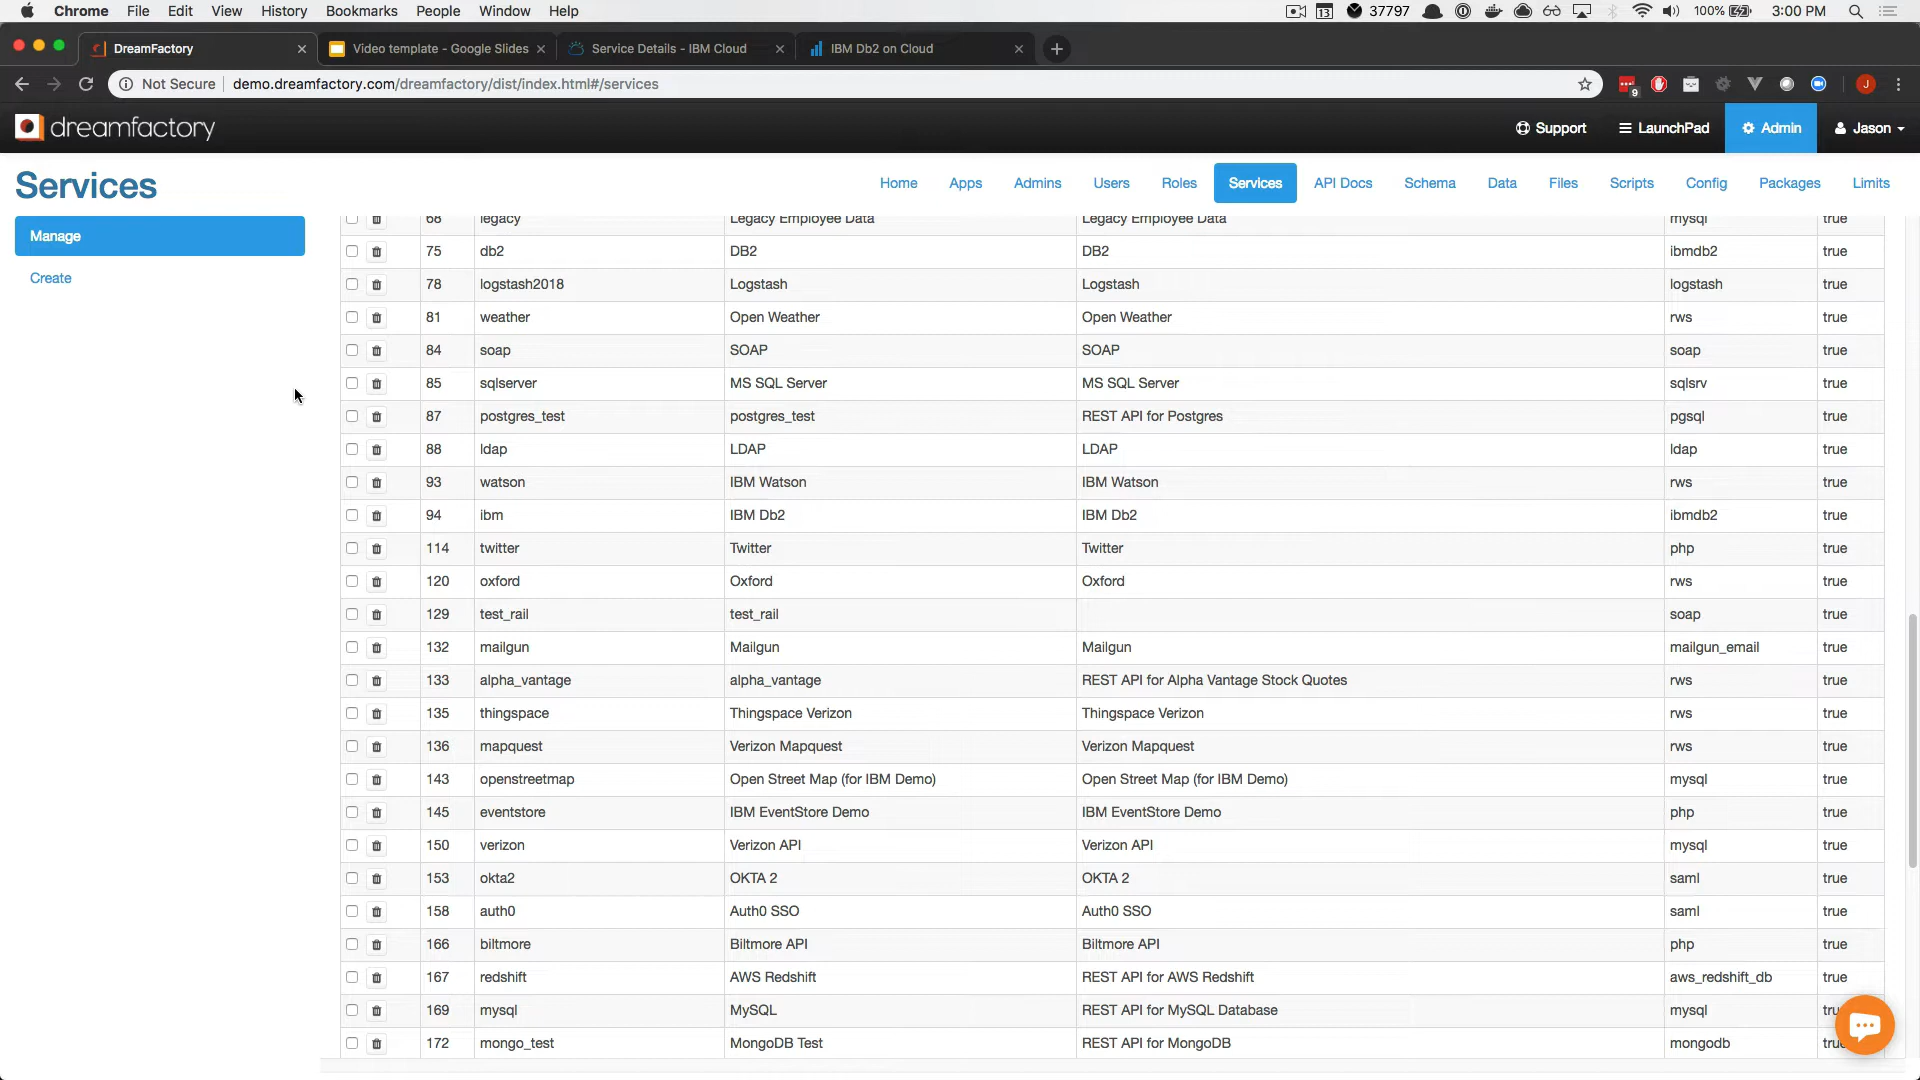 Chrome File Edit View History Bookmarks People Window Help 13 37797 100% 3:00 PM
DreamFactory Video template - Google Slides Service Details - IBM Cloud IBM Db2 on Cloud
Not Secure demo.dreamfactory.com/dreamfactory/dist/index.html#/services 9 J
dreamfactory Support LaunchPad Admin Jason
Services Home Apps Admins Users Roles Services API Docs Schema Data Files Scripts Config Packages Limits
Manage
Create
68 legacy Legacy Employee Data Legacy Employee Data mysql true
75 db2 DB2 DB2 ibmdb2 true
78 logstash2018 Logstash Logstash logstash true
81 weather Open Weather Open Weather rws true
84 soap SOAP SOAP soap true
85 sqlserver MS SQL Server MS SQL Server sqlsrv true
87 postgres_test postgres_test REST API for Postgres pgsql true
88 ldap LDAP LDAP ldap true
93 watson IBM Watson IBM Watson rws true
94 ibm IBM Db2 IBM Db2 ibmdb2 true
114 twitter Twitter Twitter php true
120 oxford Oxford Oxford rws true
129 test_rail test_rail soap true
132 mailgun Mailgun Mailgun mailgun_email true
133 alpha_vantage alpha_vantage REST API for Alpha Vantage Stock Quotes rws true
135 thingspace Thingspace Verizon Thingspace Verizon rws true
136 mapquest Verizon Mapquest Verizon Mapquest rws true
143 openstreetmap Open Street Map (for IBM Demo) Open Street Map (for IBM Demo) mysql true
145 eventstore IBM EventStore Demo IBM EventStore Demo php true
150 verizon Verizon API Verizon API mysql true
153 okta2 OKTA 2 OKTA 2 saml true
158 auth0 Auth0 SSO Auth0 SSO saml true
166 biltmore Biltmore API Biltmore API php true
167 redshift AWS Redshift REST API for AWS Redshift aws_redshift_db true
169 mysql MySQL REST API for MySQL Database mysql
172 mongo_test MongoDB Test REST API for MongoDB mongodb